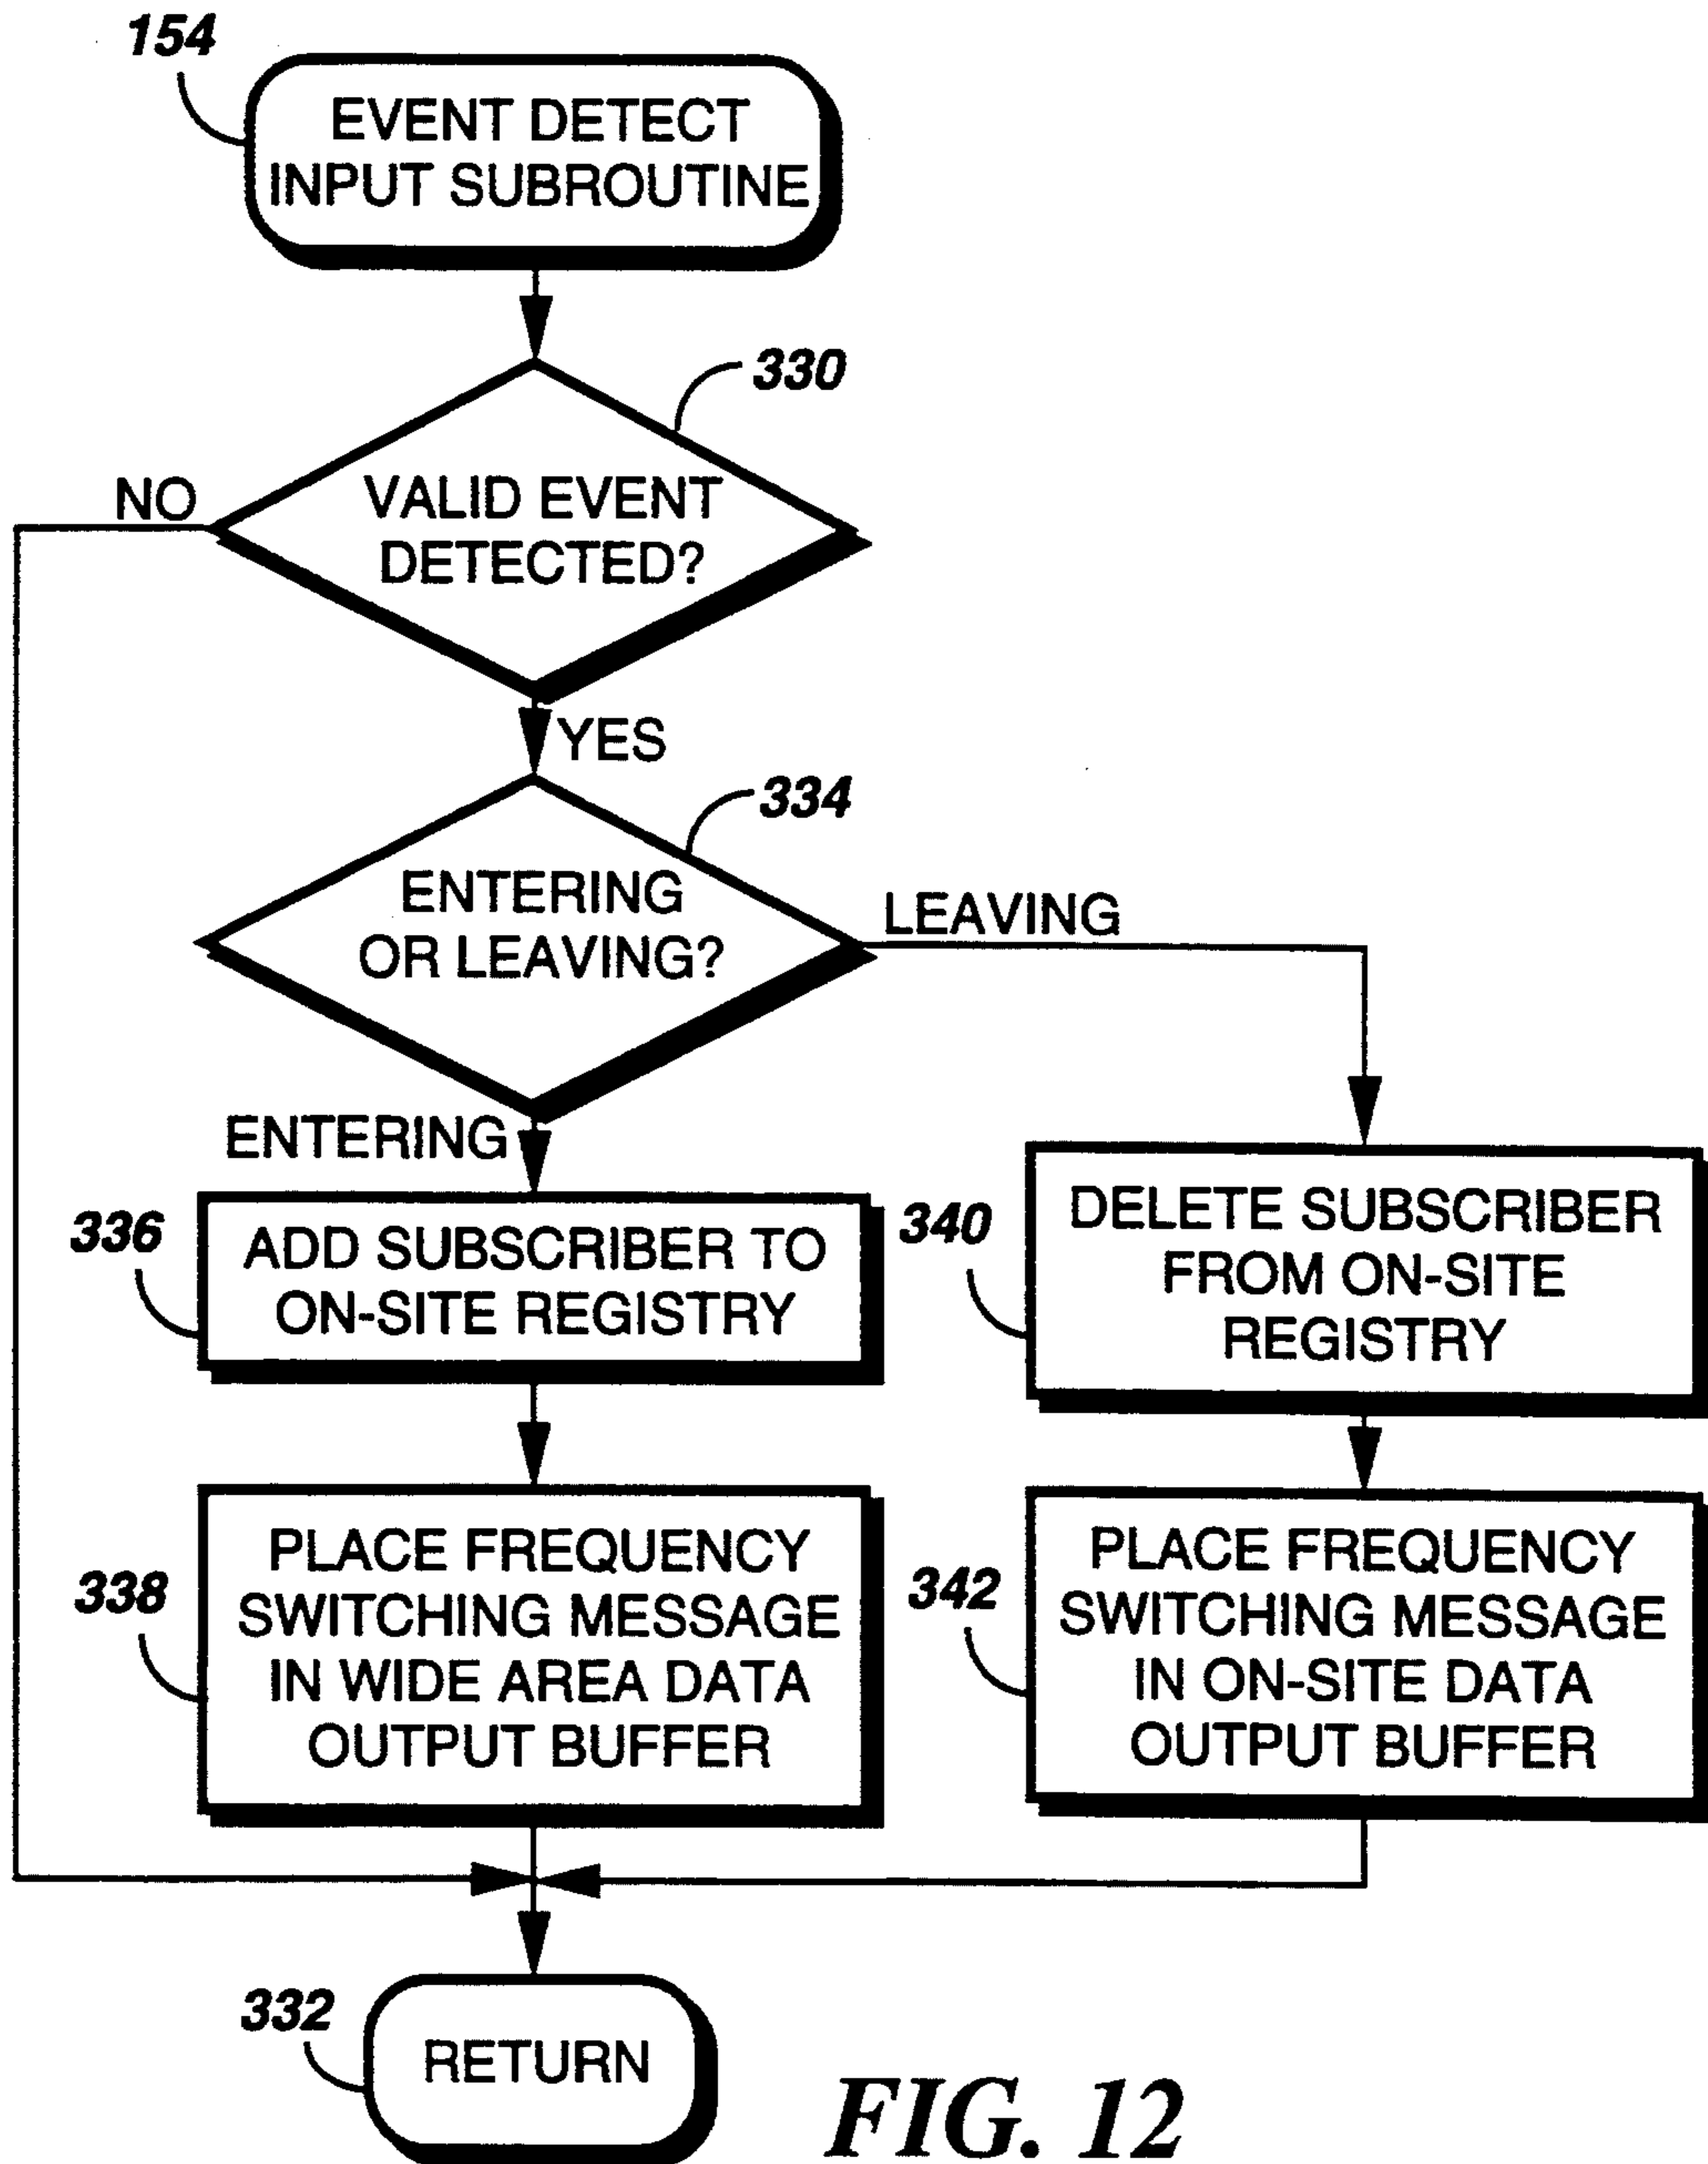 154
EVENT DETECT
INPUT SUBROUTINE
330
NO
VALID EVENT
DETECTED?
YES
334
ENTERING
OR LEAVING?
LEAVING
ENTERING
336
ADD SUBSCRIBER TO
ON-SITE REGISTRY
340
DELETE SUBSCRIBER
FROM ON-SITE
REGISTRY
338
PLACE FREQUENCY
SWITCHING MESSAGE
IN WIDE AREA DATA
OUTPUT BUFFER
342
PLACE FREQUENCY
SWITCHING MESSAGE
IN ON-SITE DATA
OUTPUT BUFFER
332
RETURN
FIG. 12